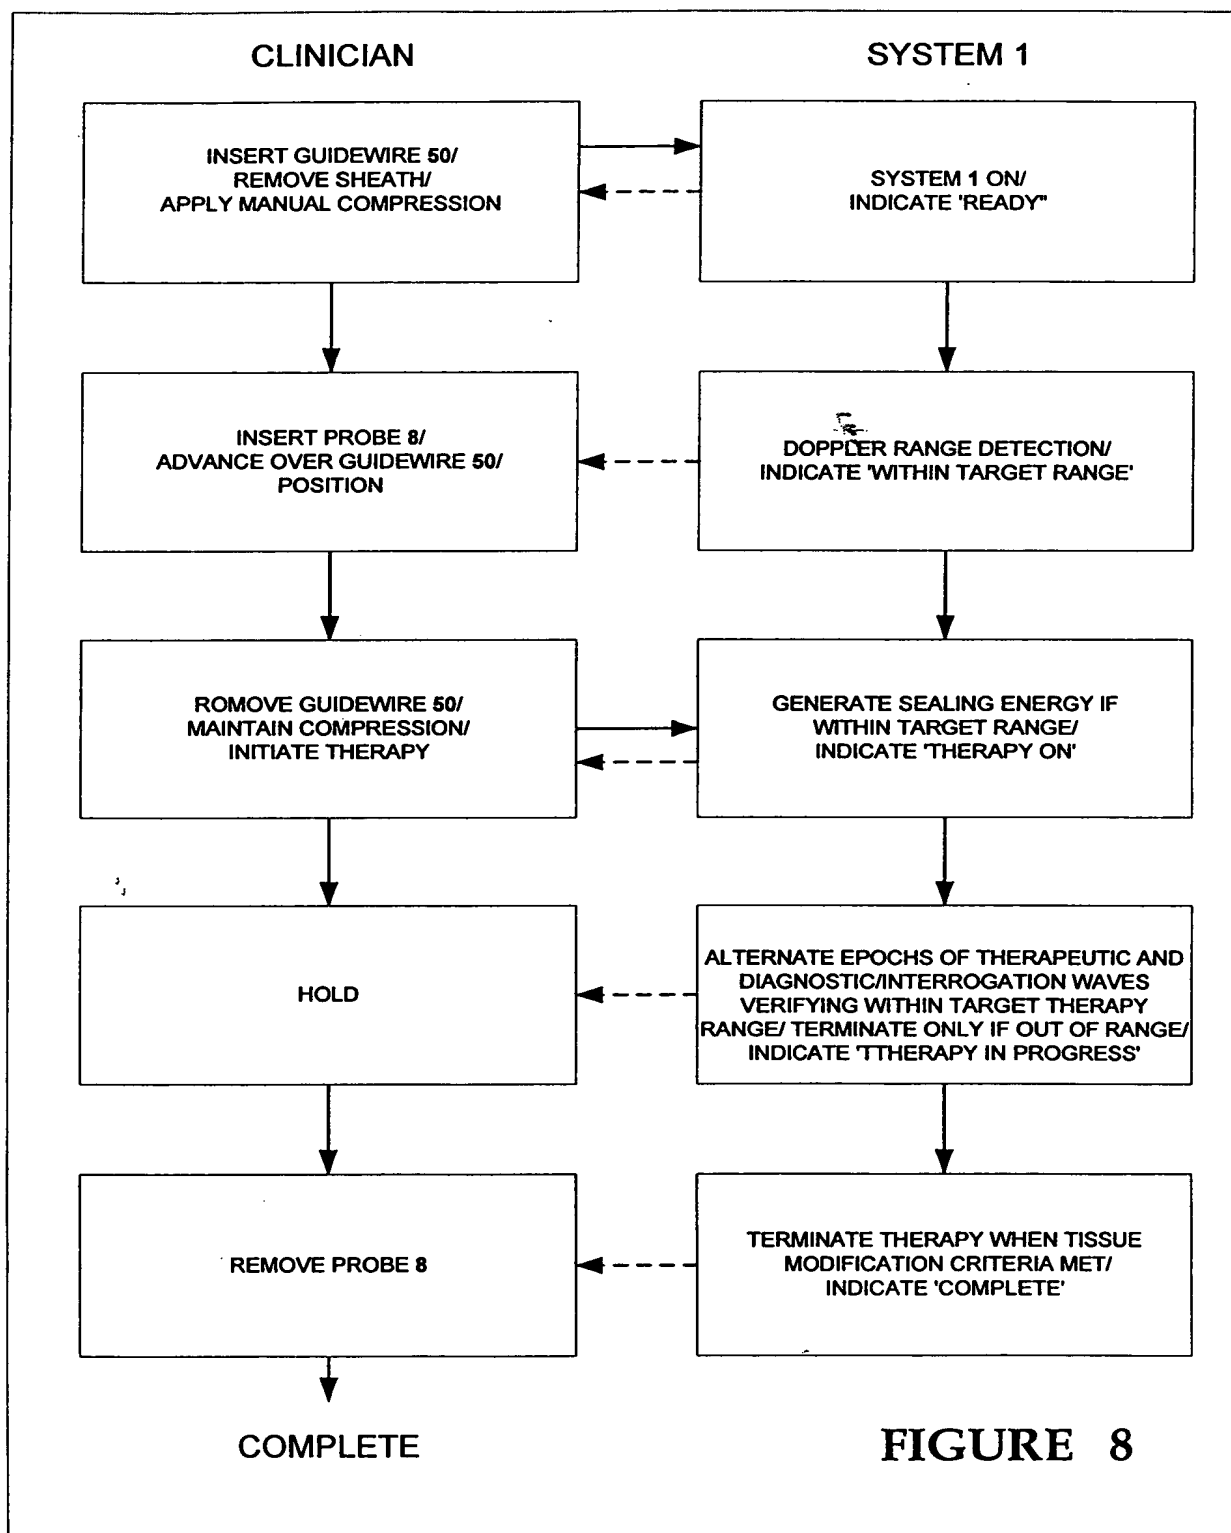 CLINICIAN
SYSTEM 1
INSERT GUIDEWIRE 50/
REMOVE SHEATH/
APPLY MANUAL COMPRESSION
SYSTEM 1 ON/
INDICATE 'READY"
INSERT PROBE 8/
ADVANCE OVER GUIDEWIRE 50/
POSITION
DOPPLER RANGE DETECTION/
INDICATE 'WITHIN TARGET RANGE'
ROMOVE GUIDEWIRE 50/
MAINTAIN COMPRESSION/
INITIATE THERAPY
GENERATE SEALING ENERGY IF
WITHIN TARGET RANGE/
INDICATE 'THERAPY ON'
HOLD
ALTERNATE EPOCHS OF THERAPEUTIC AND
DIAGNOSTIC/INTERROGATION WAVES
VERIFYING WITHIN TARGET THERAPY
RANGE/ TERMINATE ONLY IF OUT OF RANGE/
INDICATE 'TTHERAPY IN PROGRESS'
REMOVE PROBE 8
TERMINATE THERAPY WHEN TISSUE
MODIFICATION CRITERIA MET/
INDICATE 'COMPLETE'
COMPLETE
FIGURE 8